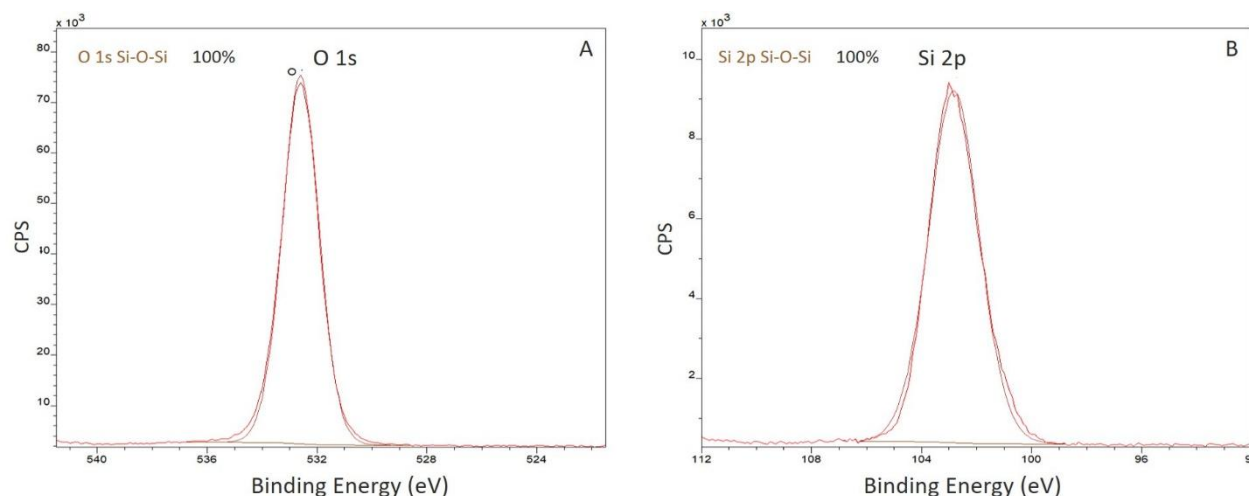 x 10³
A
O 1s Si-O-Si 100% O 1s
80
70
60
50
40
30
20
10
CPS
540 536 532 528 524
Binding Energy (eV)
x 10³
B
Si 2p Si-O-Si 100% Si 2p
10
8
6
4
2
CPS
112 108 104 100 96
Binding Energy (eV)